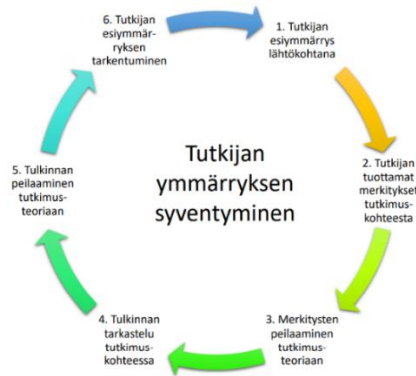 1. Tutkijan
esiymmärrys
lähtökohtana
2. Tutkijan
tuottamat
merkitykset
tutkimus-
kohteesta
3. Merkitysten
peilaaminen
tutkimus-
teoriaan
4. Tulkinnan
tarkastelu
tutkimus-
kohteessa
5. Tulkinnan
peilaaminen
tutkimus-
teoriaan
6. Tutkijan
esiymmär-
ryksen
tarkentuminen
Tutkijan
ymmärryksen
syventyminen